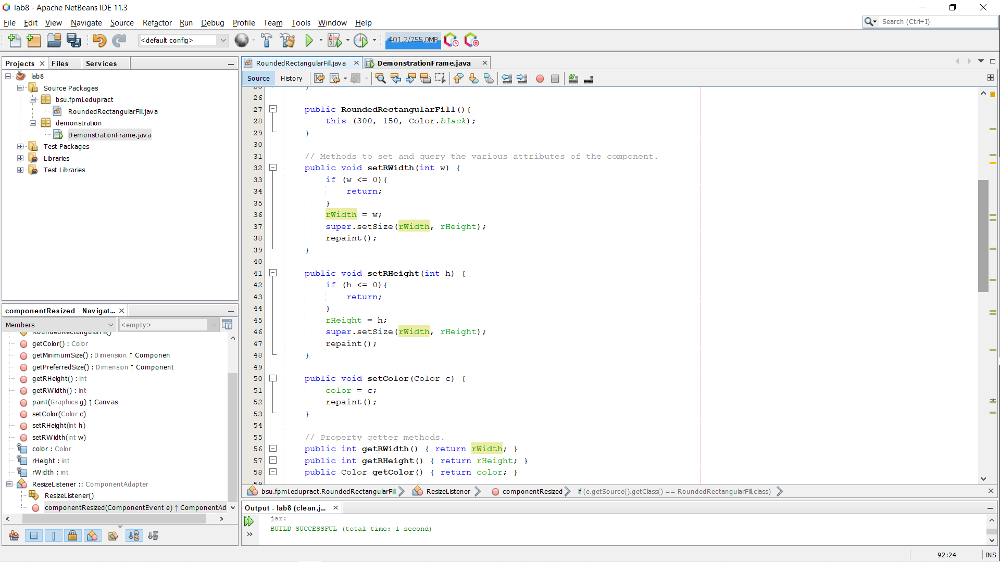 lab8 - Apache NetBeans IDE 11.3
File Edit View Navigate Source Refactor Run Debug Profile Team Tools Window Help
Search (Ctrl+I)
<default config>
401,2/755,0MB
Projects
Files
Services
lab8
Source Packages
bsu.fpmi.edupract
RoundedRectangularFill.java
demonstration
DemonstrationFrame.java
Test Packages
Libraries
Test Libraries
componentResized - Navigat...
Members
<empty>
RoundedRectangularFill()
getColor() : Color
getMinimumSize() : Dimension ↑ Componen
getPreferredSize() : Dimension ↑ Component
getRHeight() : int
getRWidth() : int
paint(Graphics g) ↑ Canvas
setColor(Color c)
setRHeight(int h)
setRWidth(int w)
color : Color
rHeight : int
rWidth : int
ResizeListener :: ComponentAdapter
ResizeListener()
componentResized(ComponentEvent e) ↑ ComponentAd
RoundedRectangularFill.java
DemonstrationFrame.java
Source
History
25 }
26
27 public RoundedRectangularFill(){
28 this (300, 150, Color.black);
29 }
30
31 // Methods to set and query the various attributes of the component.
32 public void setRWidth(int w) {
33 if (w <= 0){
34 return;
35 }
36 rWidth = w;
37 super.setSize(rWidth, rHeight);
38 repaint();
39 }
40
41 public void setRHeight(int h) {
42 if (h <= 0){
43 return;
44 }
45 rHeight = h;
46 super.setSize(rWidth, rHeight);
47 repaint();
48 }
49
50 public void setColor(Color c) {
51 color = c;
52 repaint();
53 }
54
55 // Property getter methods.
56 public int getRWidth() { return rWidth; }
57 public int getRHeight() { return rHeight; }
58 public Color getColor() { return color; }
59
bsu.fpmi.edupract.RoundedRectangularFill
ResizeListener
componentResized
if (e.getSource().getClass() == RoundedRectangularFill.class)
Output - lab8 (clean,j...
jar:
BUILD SUCCESSFUL (total time: 1 second)
92:24
INS